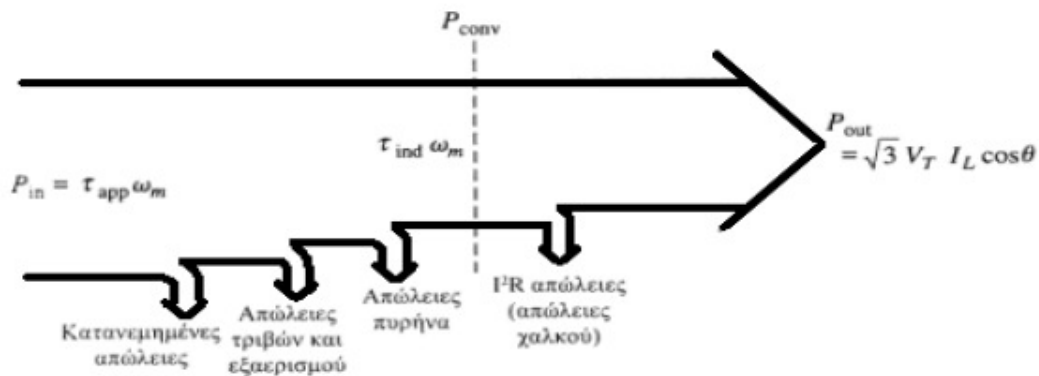 P_conv
P_out
= √3 V_T I_L cosθ
τ_ind ω_m
P_in = τ_app ω_m
Κατανεμημένες
απώλειες
Απώλειες
τριβών και
εξαερισμού
Απώλειες
πυρήνα
I²R απώλειες
(απώλειες
χαλκού)